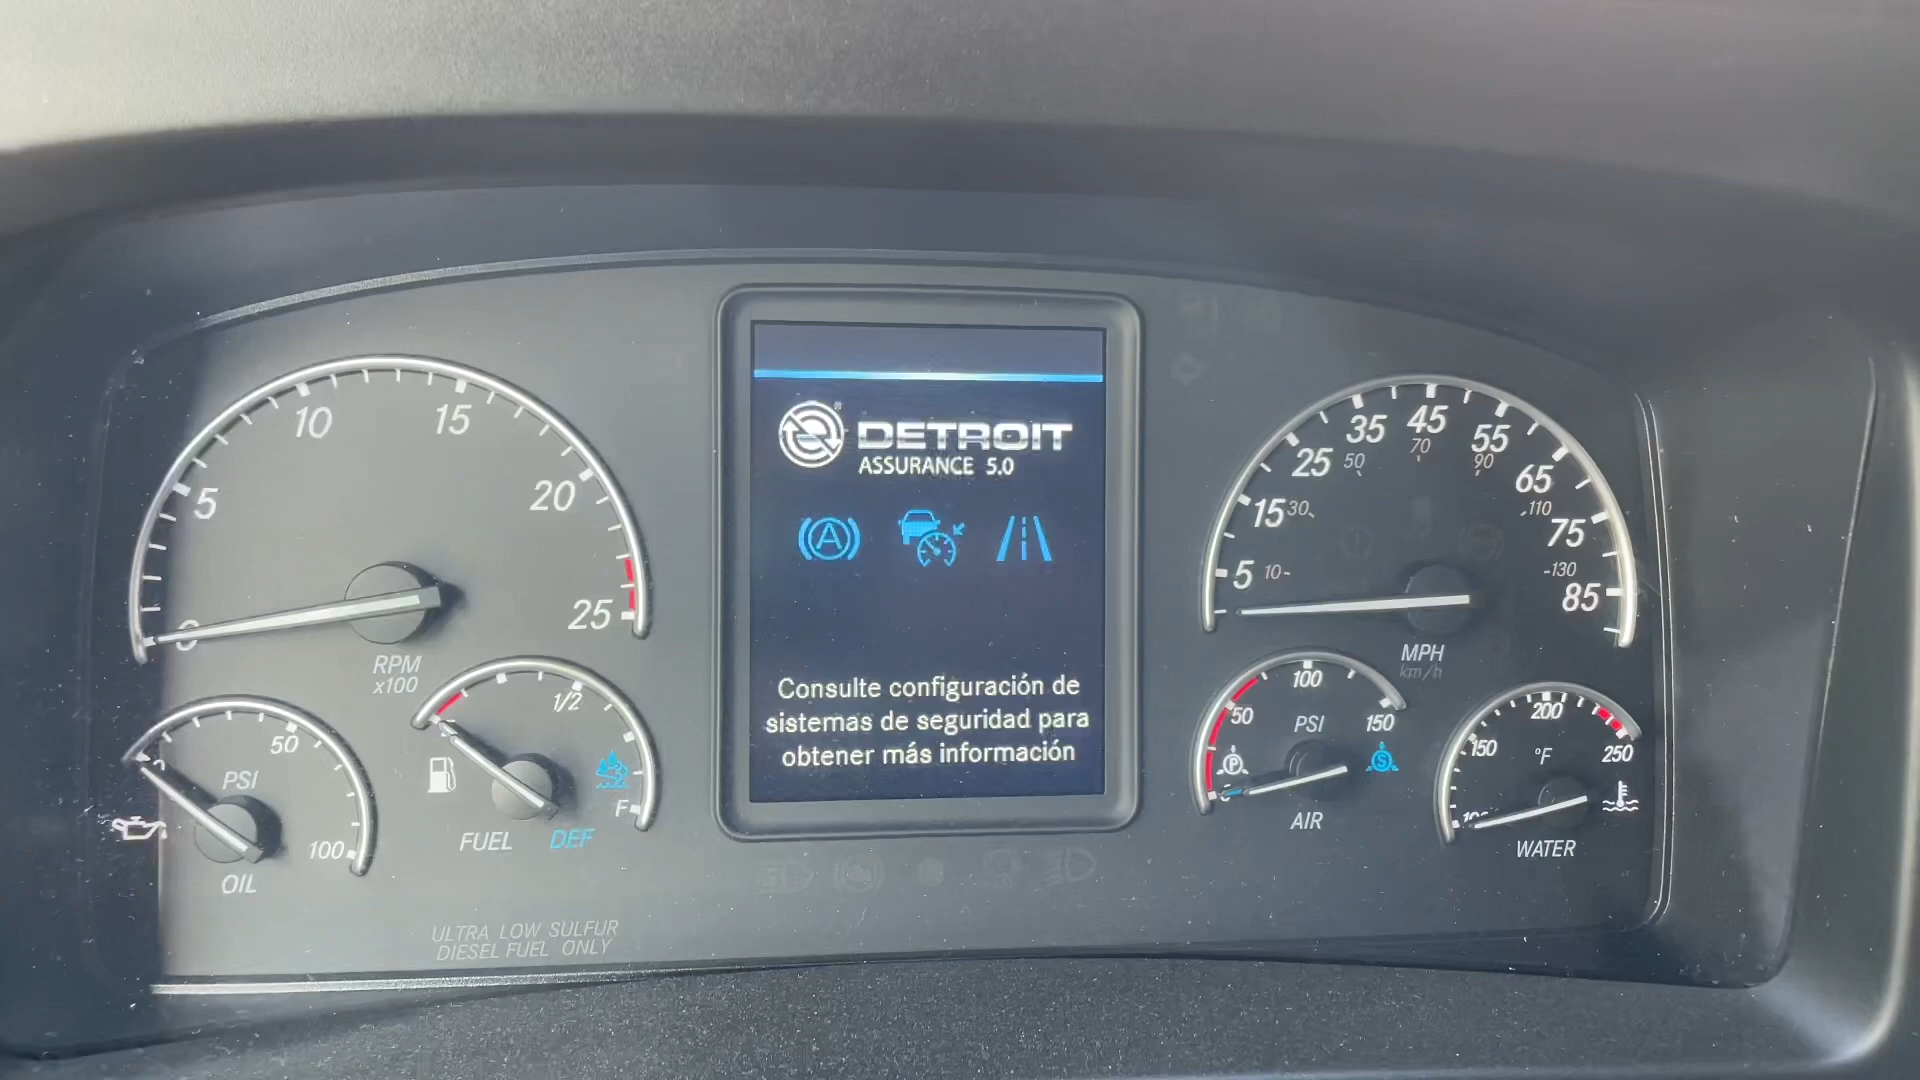 5
10
15
20
25
0
RPM
x100
PSI
50
100
OIL
1/2
F
FUEL
DEF
ULTRA LOW SULFUR
DIESEL FUEL ONLY
DETROIT
ASSURANCE 5.0
A
Consulte configuración de
sistemas de seguridad para
obtener más información
5
15
25
35
45
55
65
75
85
10
30
50
70
90
110
130
MPH
km/h
50
100
150
PSI
P
S
AIR
100
150
200
250
°F
WATER